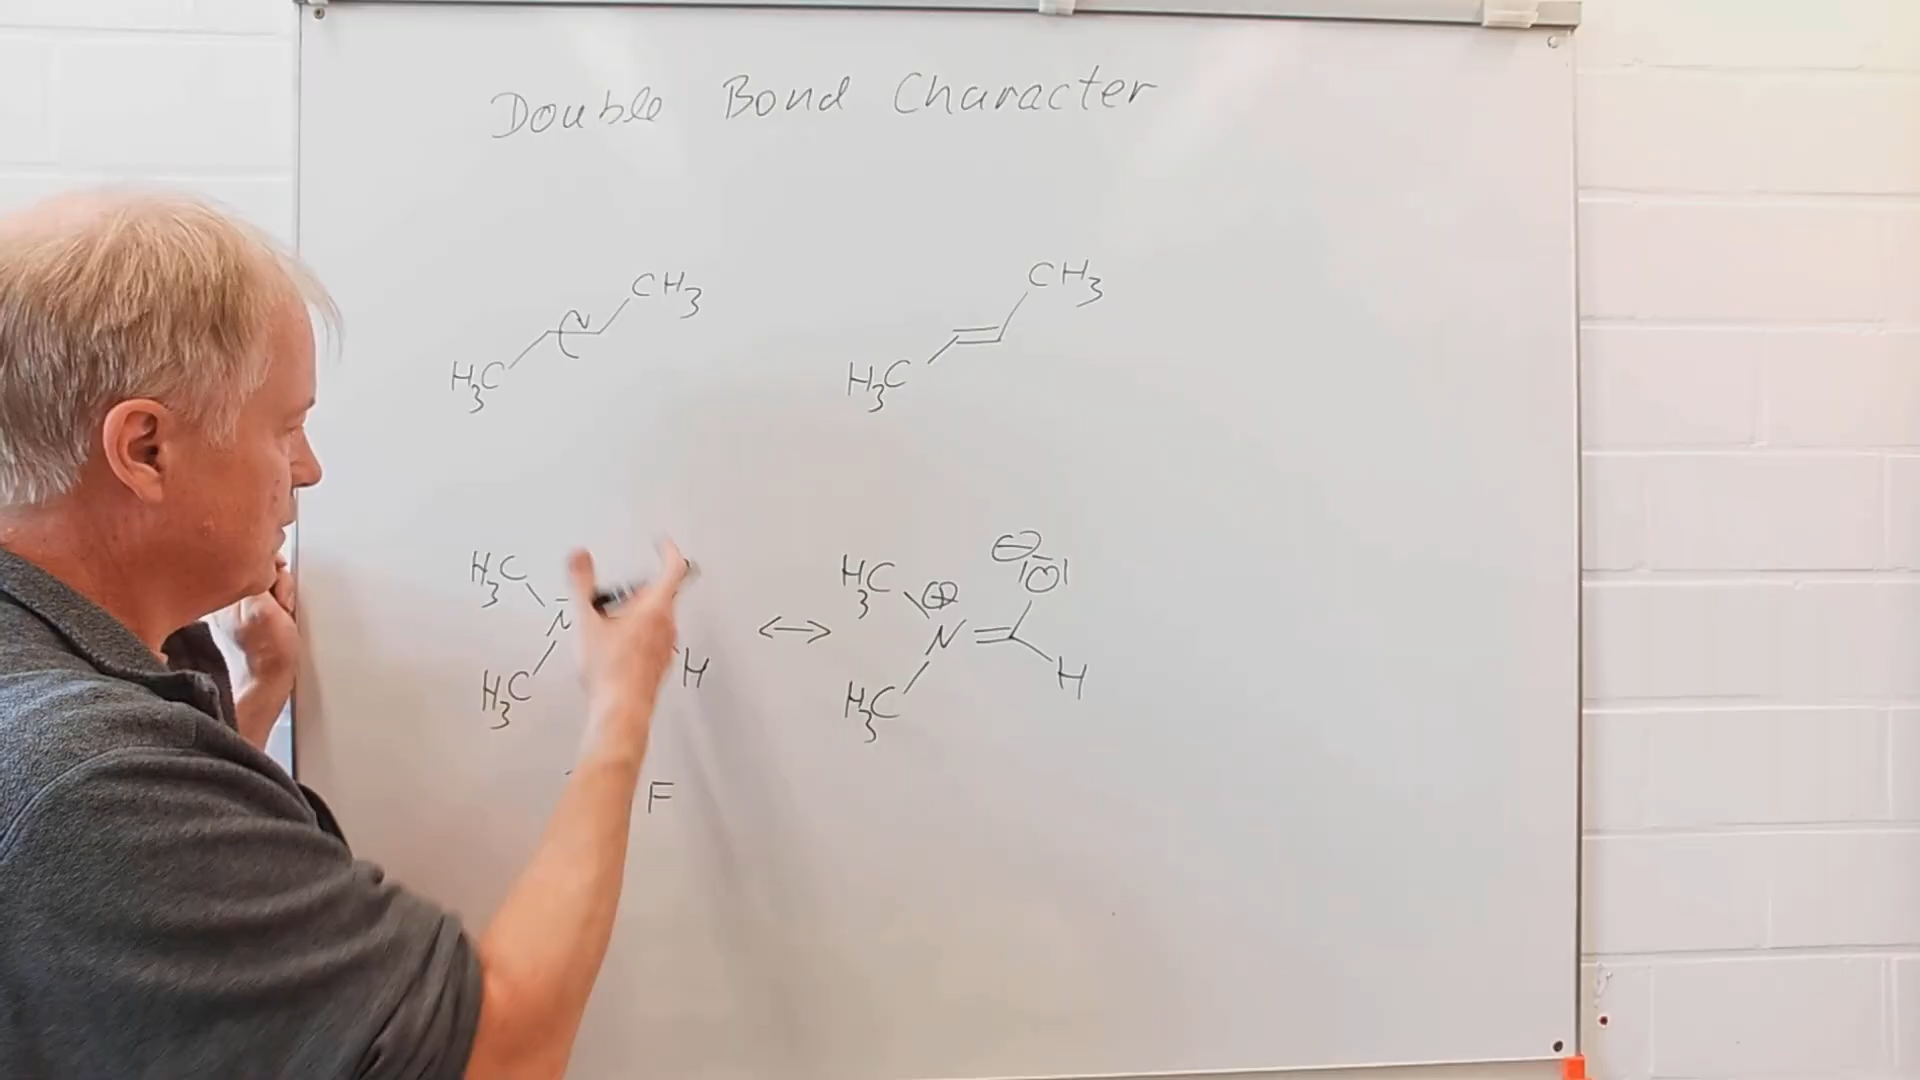 Double Bond Character
CH3
H3C
CH3
H3C
H3C
N
H
H3C
F
H3C ⊕
⊖
O
N
H
H3C